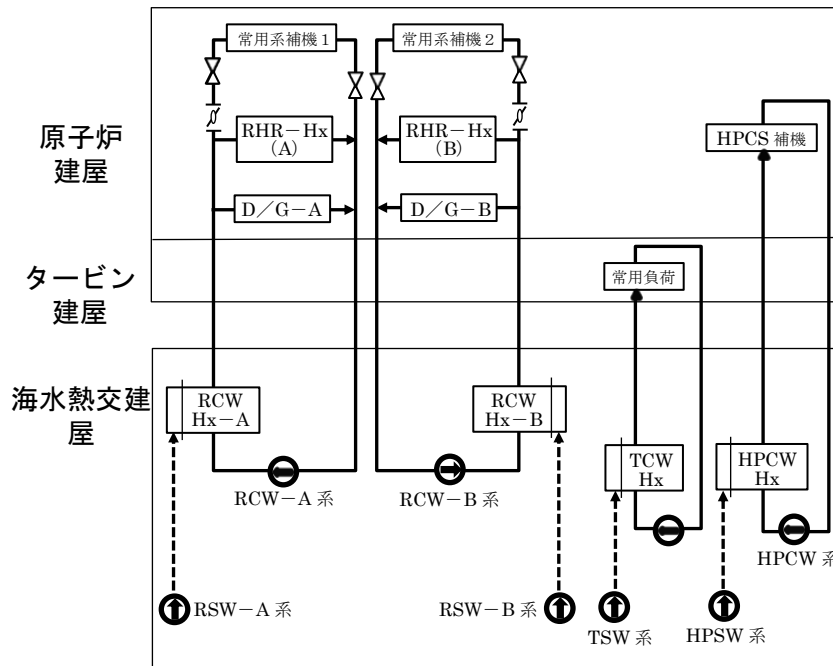 常用系補機1
常用系補機2
原子炉
建屋
RHR-Hx
(A)
RHR-Hx
(B)
HPCS 補機
D/G-A
D/G-B
タービン
建屋
常用負荷
海水熱交建
屋
RCW
Hx-A
RCW
Hx-B
TCW
Hx
HPCW
Hx
RCW-A 系
RCW-B 系
HPCW 系
RSW-A 系
RSW-B 系
TSW 系
HPSW 系